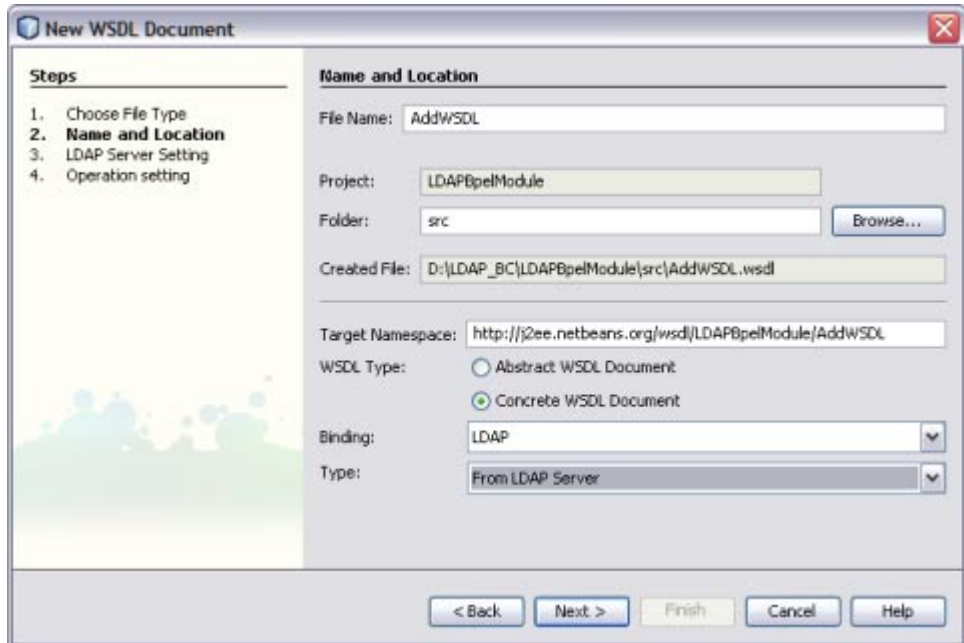 New WSDL Document
Steps
1. Choose File Type
2. Name and Location
3. LDAP Server Setting
4. Operation setting
Name and Location
File Name: AddWSDL
Project: LDAPBpelModule
Folder: src Browse...
Created File: D:\LDAP_BC\LDAPBpelModule\src\AddWSDL.wsdl
Target Namespace: http://j2ee.netbeans.org/wsdl/LDAPBpelModule/AddWSDL
WSDL Type: Abstract WSDL Document
Concrete WSDL Document
Binding: LDAP
Type: From LDAP Server
< Back Next > Finish Cancel Help